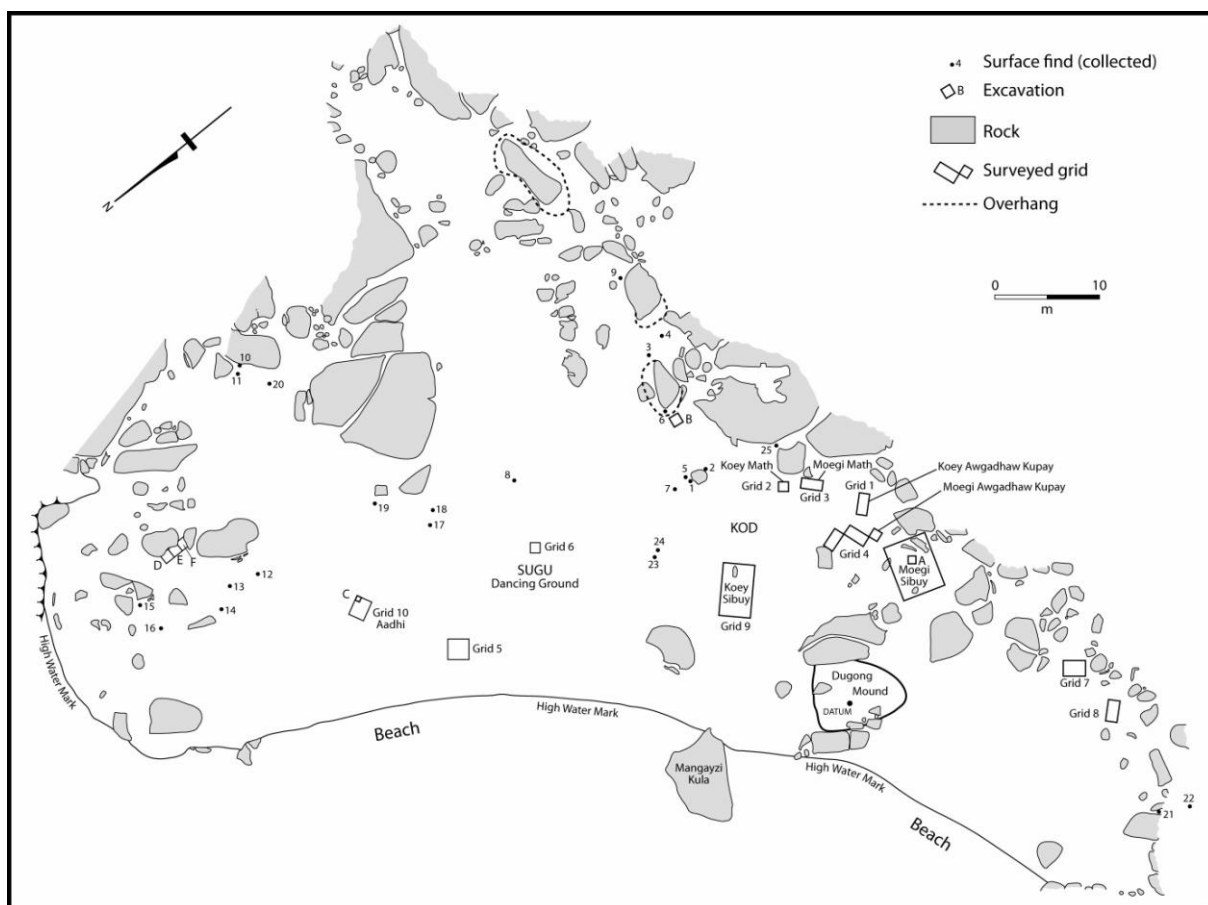 4 Surface find (collected)
B Excavation
Rock
Surveyed grid
Overhang
N
0 10
m
9
4
3
10
11
20
6
B
25
Koey Math
Moegi Math
Koey Awgadhaw Kupay
Grid 1
Moegi Awgadhaw Kupay
Grid 2
Grid 3
5
2
1
7
8
19
18
17
KOD
Grid 4
24
23
Grid 6
SUGU
Dancing Ground
A
Moegi
Sibuy
Koey
Sibuy
Grid 9
D
E
F
12
13
14
15
16
C
Grid 10
Aadhi
Grid 5
Grid 7
Grid 8
Dugong
Mound
DATUM
High Water Mark
High Water Mark
Beach
Mangayzi
Kula
High Water Mark
Beach
21
22